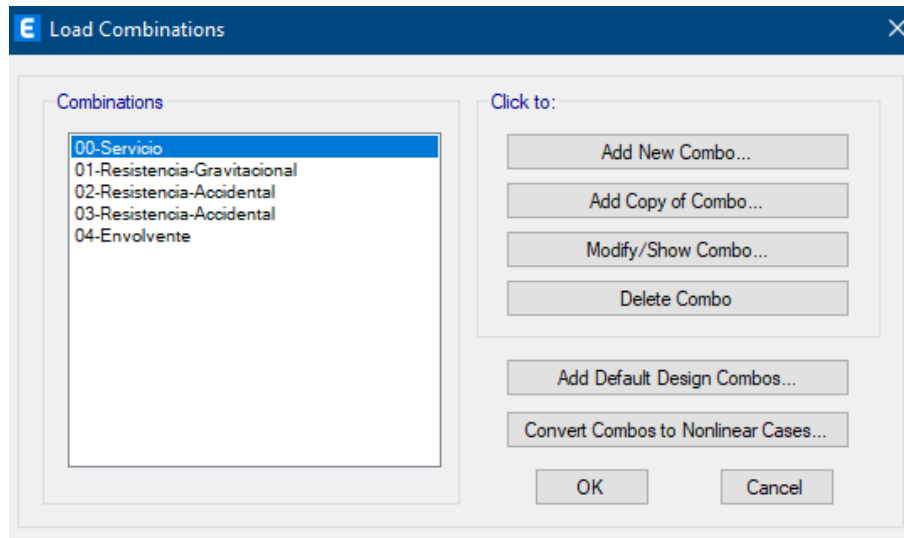 E Load Combinations
Combinations
00-Servicio
01-Resistencia-Gravitacional
02-Resistencia-Accidental
03-Resistencia-Accidental
04-Envolvente
Click to:
Add New Combo...
Add Copy of Combo...
Modify/Show Combo...
Delete Combo
Add Default Design Combos...
Convert Combos to Nonlinear Cases...
OK
Cancel